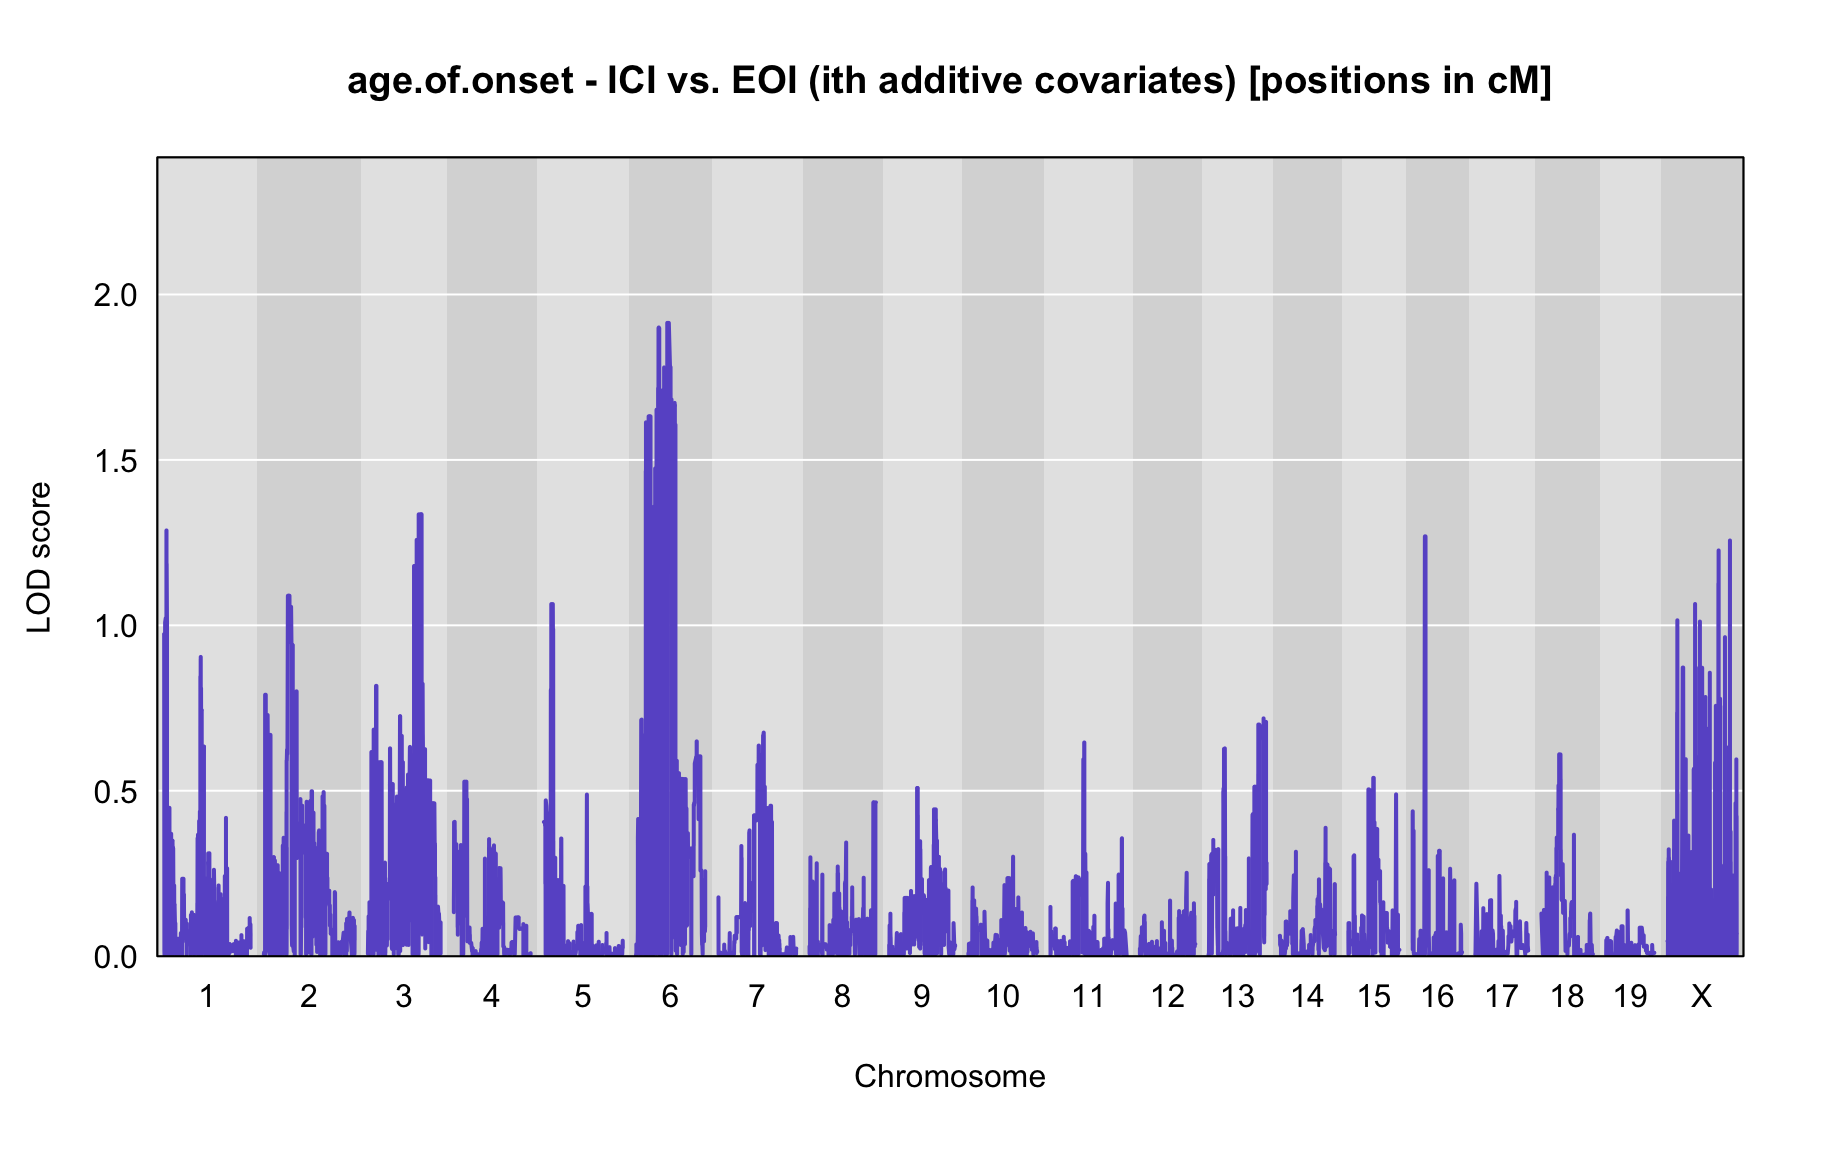 age.of.onset - ICI vs. EOI (ith additive covariates) [positions in cM]
LOD score
2.0
1.5
1.0
0.5
0.0
1 2 3 4 5 6 7 8 9 10 11 12 13 14 15 16 17 18 19 X
Chromosome